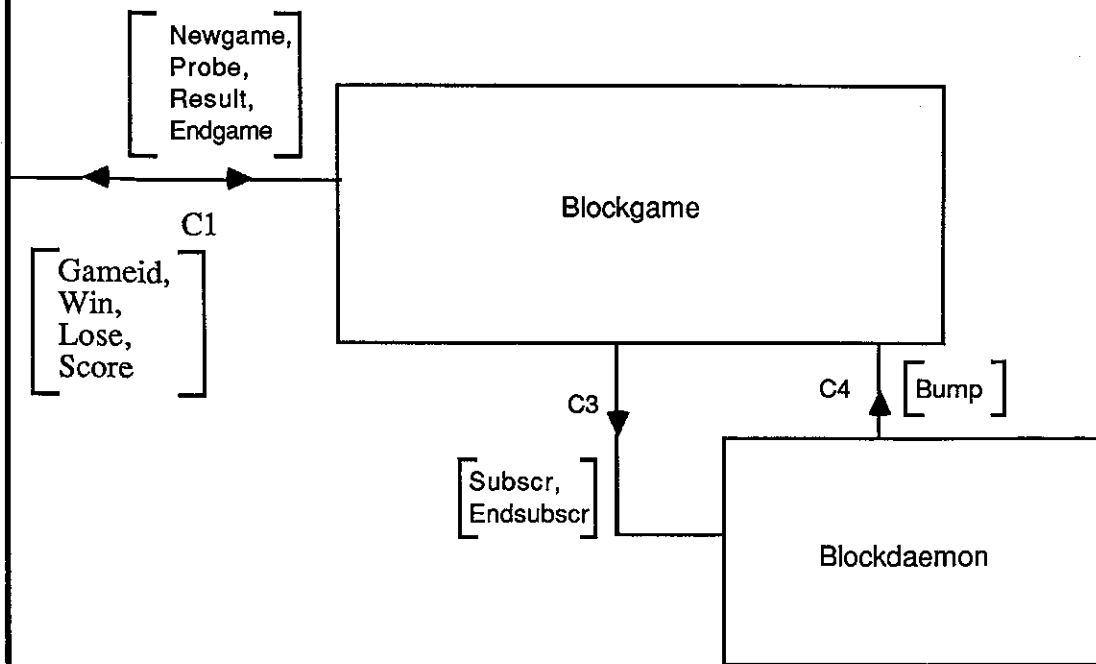 Newgame,
Probe,
Result,
Endgame
C1
Gameid,
Win,
Lose,
Score
Blockgame
C3
C4
Bump
Subscr,
Endsubscr
Blockdaemon